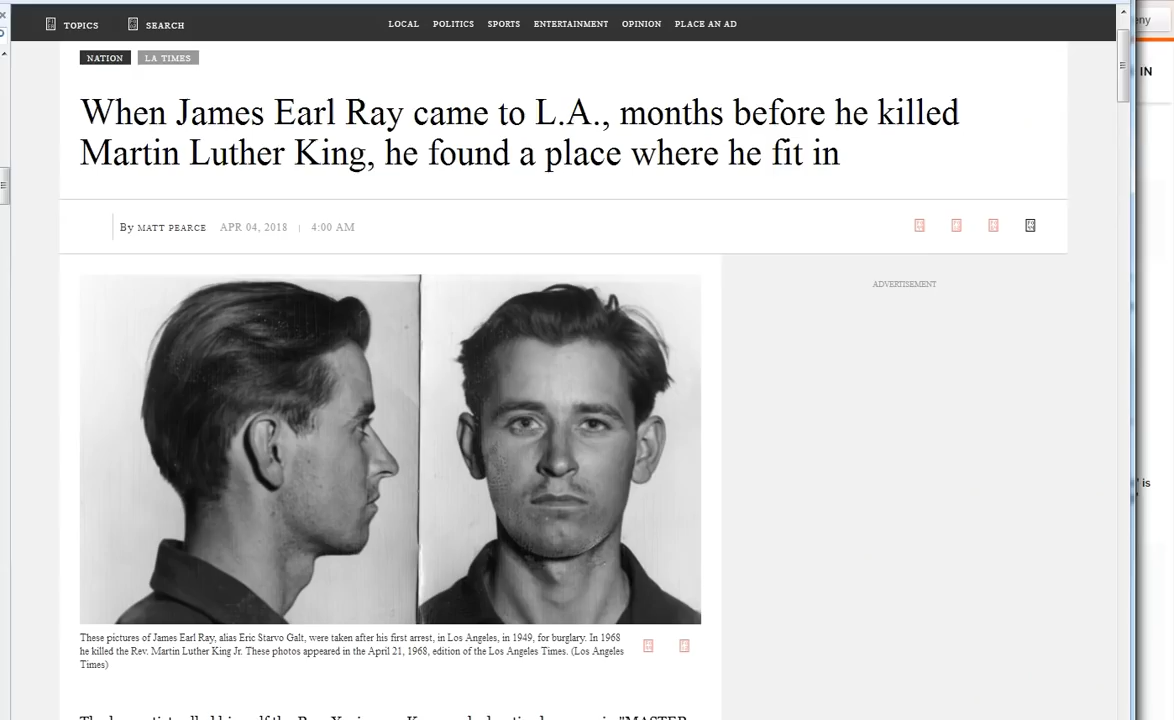 TOPICS SEARCH LOCAL POLITICS SPORTS ENTERTAINMENT OPINION PLACE AN AD
NATION LA TIMES
When James Earl Ray came to L.A., months before he killed
Martin Luther King, he found a place where he fit in
By MATT PEARCE APR 04, 2018 | 4:00 AM
ADVERTISEMENT
These pictures of James Earl Ray, alias Eric Starvo Galt, were taken after his first arrest, in Los Angeles, in 1949, for burglary. In 1968
he killed the Rev. Martin Luther King Jr. These photos appeared in the April 21, 1968, edition of the Los Angeles Times. (Los Angeles
Times)
IN
' is